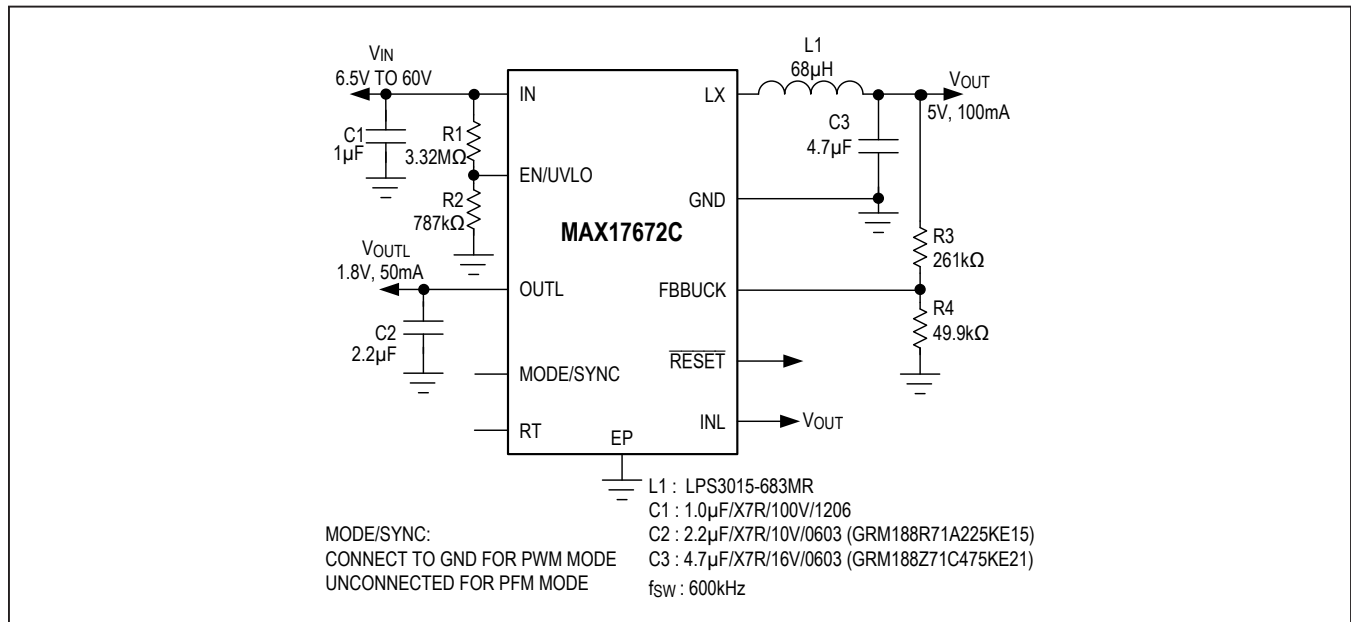 VIN
6.5V TO 60V
C1
1µF
R1
3.32MΩ
R2
787kΩ
VOUTL
1.8V, 50mA
C2
2.2µF
IN
EN/UVLO
OUTL
MODE/SYNC
RT
MAX17672C
EP
LX
GND
FBBUCK
RESET
INL
L1
68µH
C3
4.7µF
VOUT
5V, 100mA
R3
261kΩ
R4
49.9kΩ
VOUT
MODE/SYNC:
CONNECT TO GND FOR PWM MODE
UNCONNECTED FOR PFM MODE
L1 : LPS3015-683MR
C1 : 1.0µF/X7R/100V/1206
C2 : 2.2µF/X7R/10V/0603 (GRM188R71A225KE15)
C3 : 4.7µF/X7R/16V/0603 (GRM188Z71C475KE21)
fSW : 600kHz